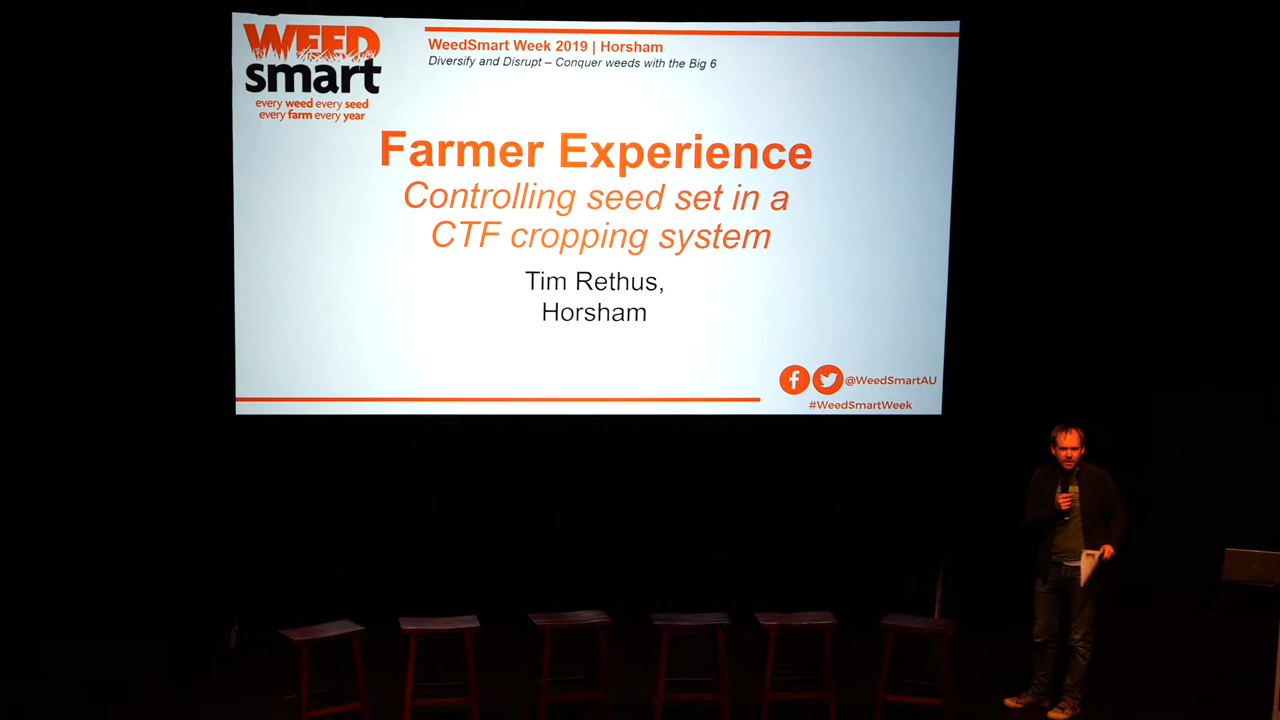 WEED
smart
every weed every seed
every farm every year
WeedSmart Week 2019 | Horsham
Diversify and Disrupt – Conquer weeds with the Big 6
Farmer Experience
Controlling seed set in a
CTF cropping system
Tim Rethus,
Horsham
@WeedSmartAU
#WeedSmartWeek